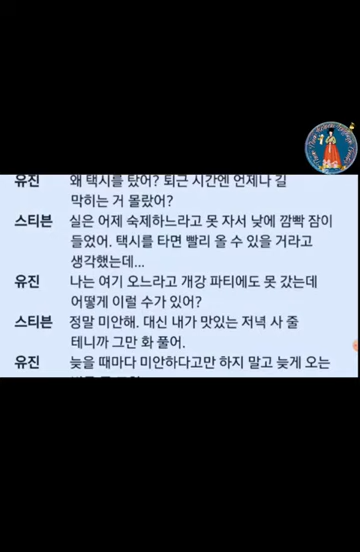 유진 왜 택시를 탔어? 퇴근 시간엔 언제나 길
막히는 거 몰랐어?
스티븐 실은 어제 숙제하느라고 못 자서 낮에 깜빡 잠이
들었어. 택시를 타면 빨리 올 수 있을 거라고
생각했는데...
유진 나는 여기 오느라고 개강 파티에도 못 갔는데
어떻게 이럴 수가 있어?
스티븐 정말 미안해. 대신 내가 맛있는 저녁 사 줄
테니까 그만 화 풀어.
유진 늦을 때마다 미안하다고만 하지 말고 늦게 오는